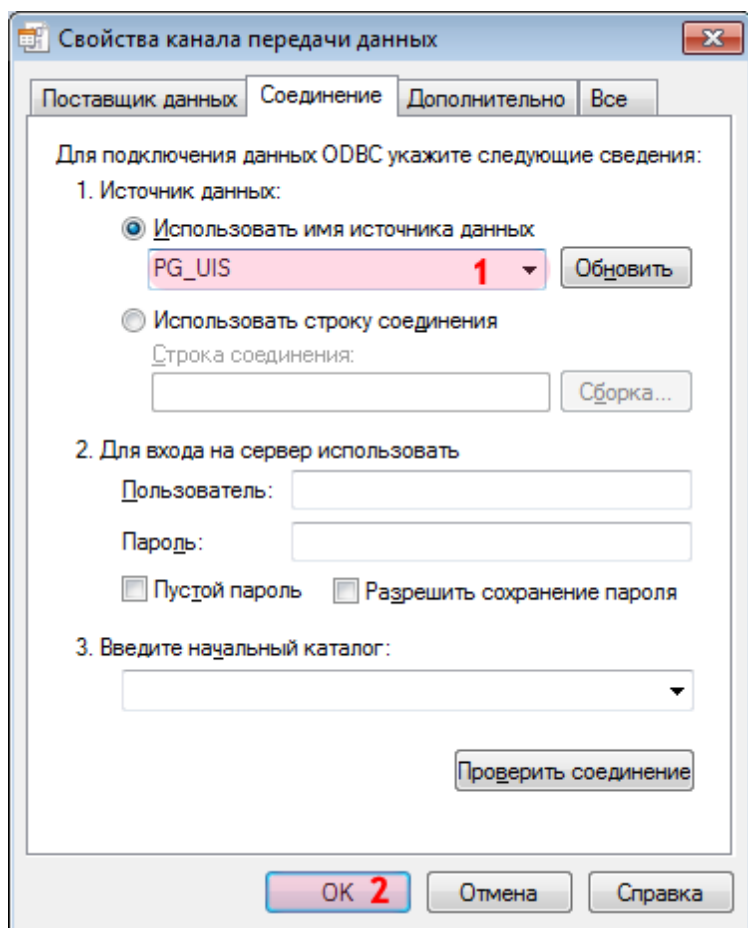 Свойства канала передачи данных
Поставщик данных Соединение Дополнительно Все
Для подключения данных ODBC укажите следующие сведения:
1. Источник данных:
Использовать имя источника данных
PG_UIS 1 Обновить
Использовать строку соединения
Строка соединения:
Сборка...
2. Для входа на сервер использовать
Пользователь:
Пароль:
Пустой пароль Разрешить сохранение пароля
3. Введите начальный каталог:
Проверить соединение
ОК 2 Отмена Справка